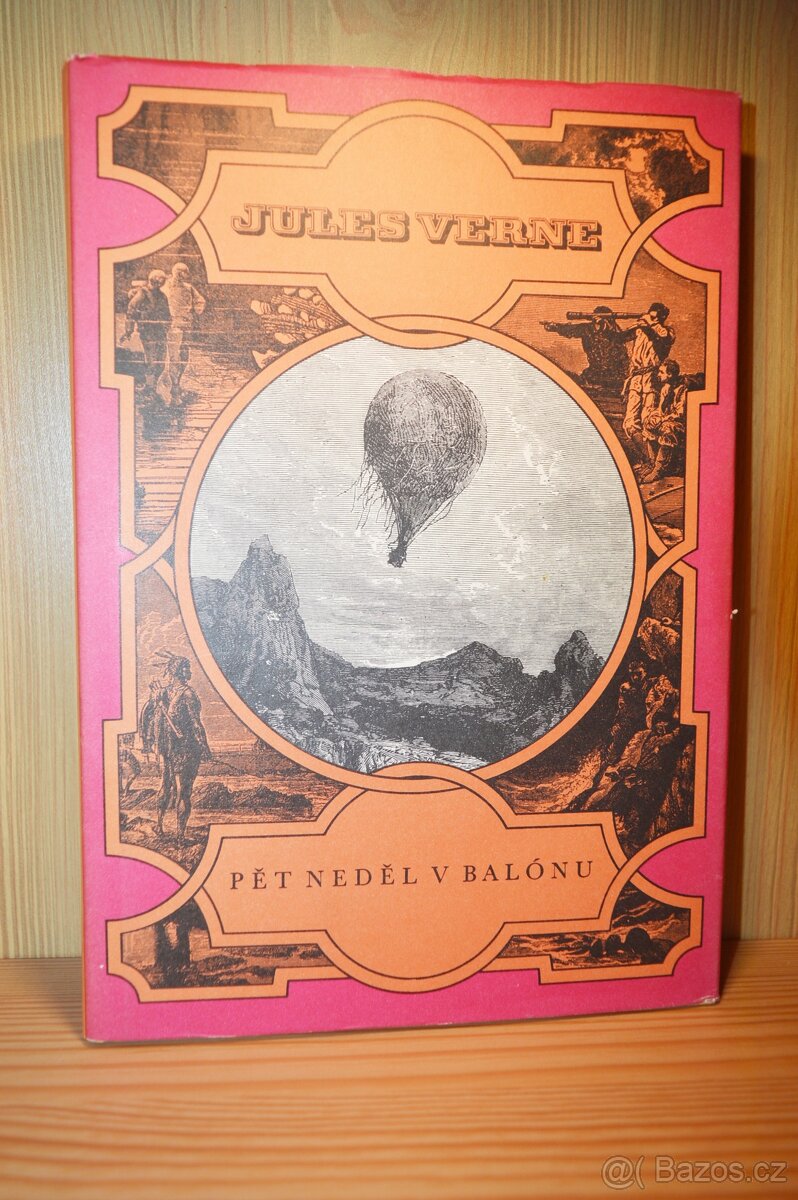 JULES VERNE
PĚT NEDĚL V BALÓNU
@( Bazos.cz